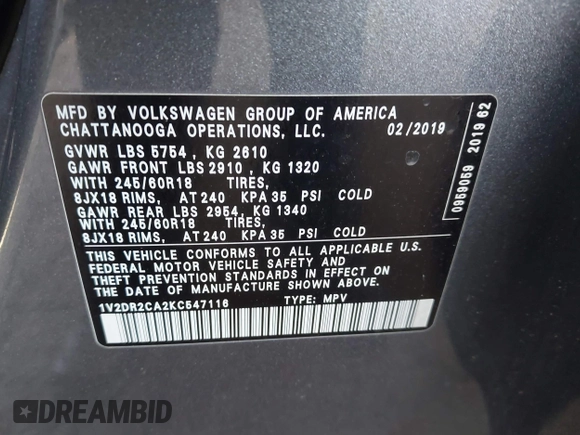 MFD BY VOLKSWAGEN GROUP OF AMERICA
CHATTANOOGA OPERATIONS, LLC. 02/2019
GVWR LBS 5754 , KG 2610
GAWR FRONT LBS 2910 , KG 1320
WITH 245/60R18 TIRES,
8JX18 RIMS, AT 240 KPA 35 PSI COLD
GAWR REAR LBS 2954 , KG 1340
WITH 245/60R18 TIRES,
8JX18 RIMS, AT 240 KPA 35 PSI COLD
THIS VEHICLE CONFORMS TO ALL APPLICABLE U.S.
FEDERAL MOTOR VEHICLE SAFETY AND
THEFT PREVENTION STANDARDS IN EFFECT ON
THE DATE OF MANUFACTURE SHOWN ABOVE.
1V2DR2CA2KC547116 TYPE: MPV
0959059 2019 62
DREAMBID